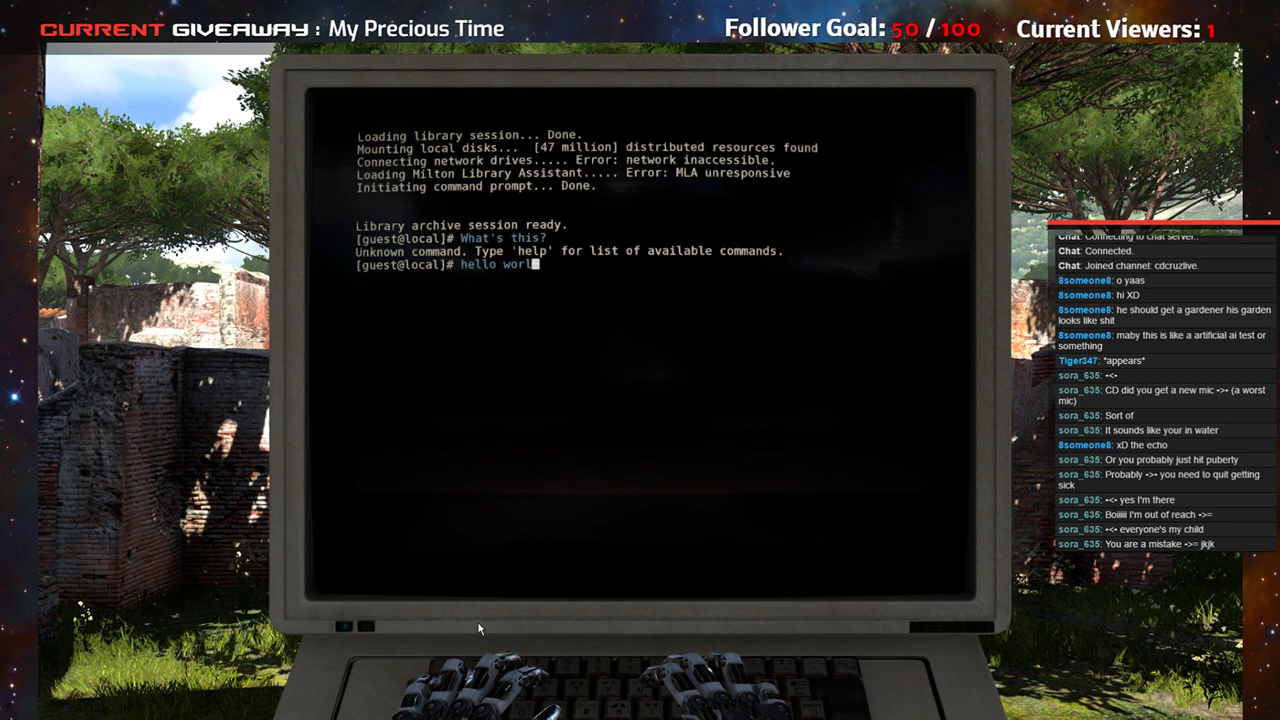 CURRENT GIVEAWAY : My Precious Time
Follower Goal: 50 / 100
Current Viewers: 1
Loading library session... Done.
Mounting local disks... [47 million] distributed resources found
Connecting network drives..... Error: network inaccessible.
Loading Milton Library Assistant..... Error: MLA unresponsive
Initiating command prompt... Done.
Library archive session ready.
[guest@local]# What's this?
Unknown command. Type 'help' for list of available commands.
[guest@local]# hello worl
Chat: Connecting to chat server..
Chat: Connected.
Chat: Joined channel: cdcruzlive.
8someone8: o yaas
8someone8: hi XD
8someone8: he should get a gardener his garden
looks like shit
8someone8: maby this is like a artificial ai test or
something
Tiger347: *appears*
sora_635: •<•
sora_635: CD did you get a new mic •>• (a worst
mic)
sora_635: Sort of
sora_635: It sounds like your in water
8someone8: xD the echo
sora_635: Or you probably just hit puberty
sora_635: Probably •>• you need to quit getting
sick
sora_635: •<• yes I'm there
sora_635: Boiiiii I'm out of reach •>=
sora_635: •<• everyone's my child
sora_635: You are a mistake •>= jkjk